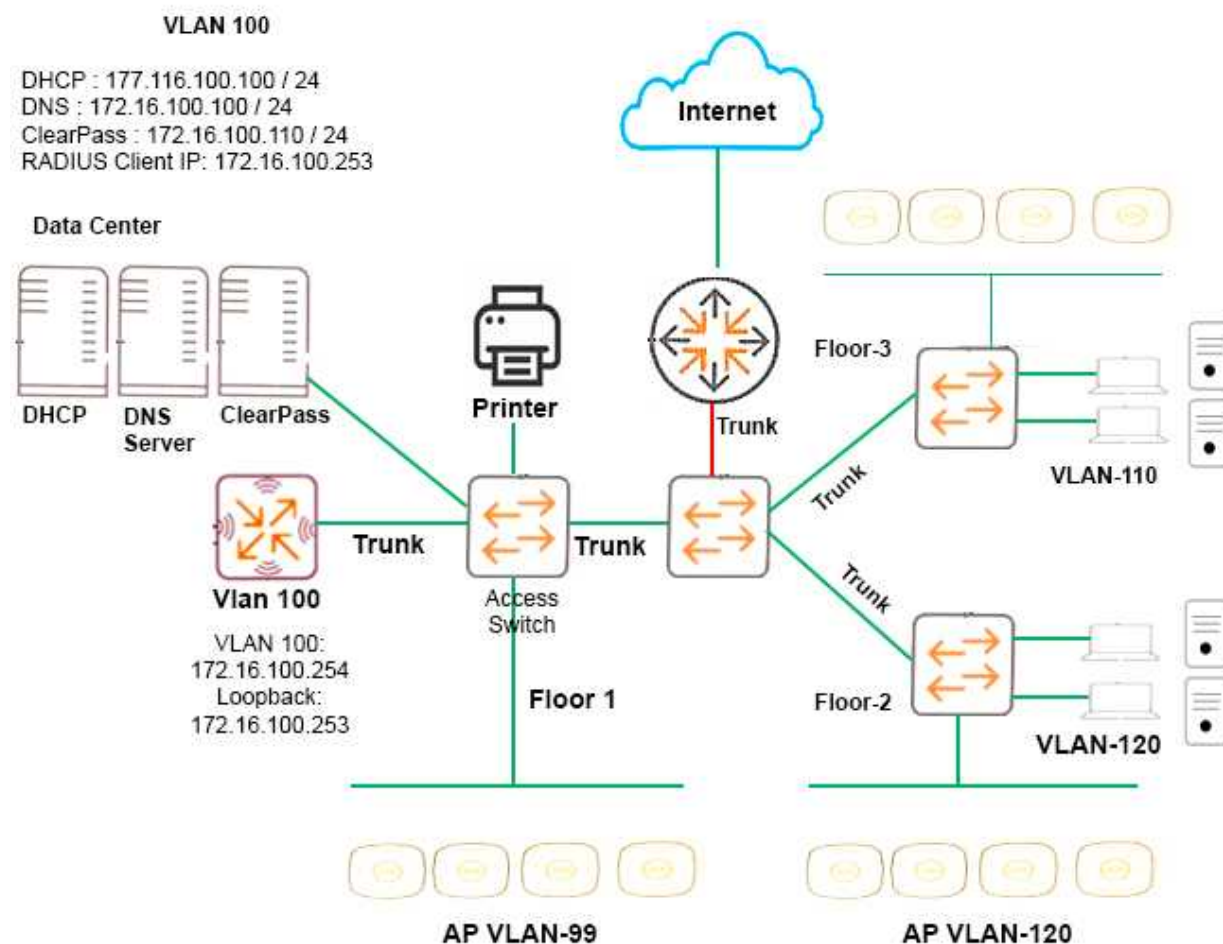 VLAN 100
DHCP : 177.116.100.100 / 24
DNS : 172.16.100.100 / 24
ClearPass : 172.16.100.110 / 24
RADIUS Client IP: 172.16.100.253
Internet
Data Center
DHCP
DNS
Server
ClearPass
Printer
Trunk
Floor-3
VLAN-110
Trunk
Trunk
Trunk
Trunk
Vlan 100
Access
Switch
VLAN 100:
172.16.100.254
Loopback:
172.16.100.253
Floor 1
Floor-2
VLAN-120
AP VLAN-99
AP VLAN-120